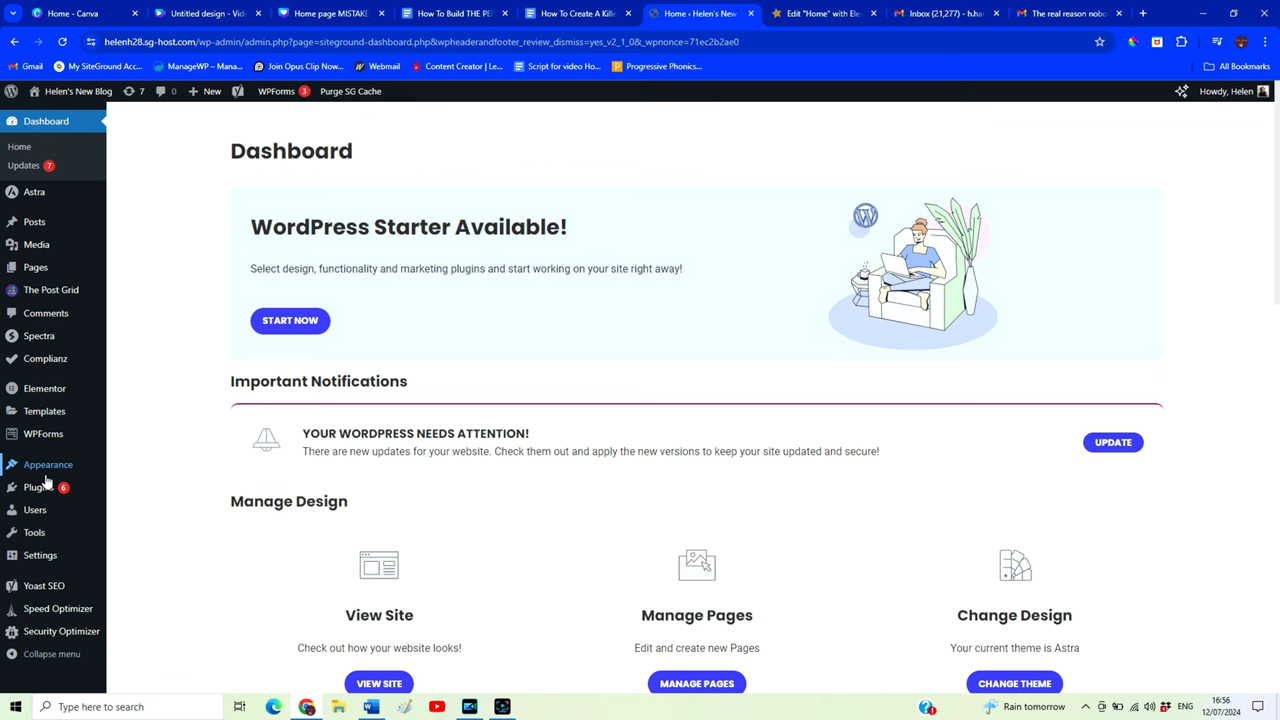 Home - Canva
Untitled design - Vide
Home page MISTAKE
How To Build THE PE
How To Create A Kille
Home ‹ Helen's New
Edit "Home" with Ele
Inbox (21,277) - h.har
The real reason nobo
helenh28.sg-host.com/wp-admin/admin.php?page=siteground-dashboard.php&wpheaderandfooter_review_dismiss=yes_v2_1_0&_wpnonce=71ec2b2ae0
Gmail
My SiteGround Acc...
ManageWP – Mana...
Join Opus Clip Now...
Webmail
Content Creator | Le...
Script for video Ho...
Progressive Phonics...
All Bookmarks
Helen's New Blog
7
0
New
WPForms 3
Purge SG Cache
Howdy, Helen
Dashboard
Home
Updates 7
Astra
Posts
Media
Pages
The Post Grid
Comments
Spectra
Complianz
Elementor
Templates
WPForms
Appearance
Plugins 6
Users
Tools
Settings
Yoast SEO
Speed Optimizer
Security Optimizer
Collapse menu
Dashboard
WordPress Starter Available!
Select design, functionality and marketing plugins and start working on your site right away!
START NOW
Important Notifications
YOUR WORDPRESS NEEDS ATTENTION!
There are new updates for your website. Check them out and apply the new versions to keep your site updated and secure!
UPDATE
Manage Design
View Site
Check out how your website looks!
VIEW SITE
Manage Pages
Edit and create new Pages
MANAGE PAGES
Change Design
Your current theme is Astra
CHANGE THEME
Type here to search
Rain tomorrow
ENG
16:56
12/07/2024